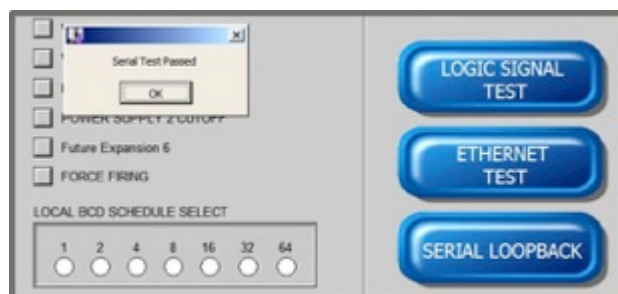 Serial Test Passed
OK
POWER SUPPLY 2 CUTOFF
Future Expansion 6
FORCE FIRING
LOCAL BCD SCHEDULE SELECT
1 2 4 8 16 32 64
LOGIC SIGNAL
TEST
ETHERNET
TEST
SERIAL LOOPBACK